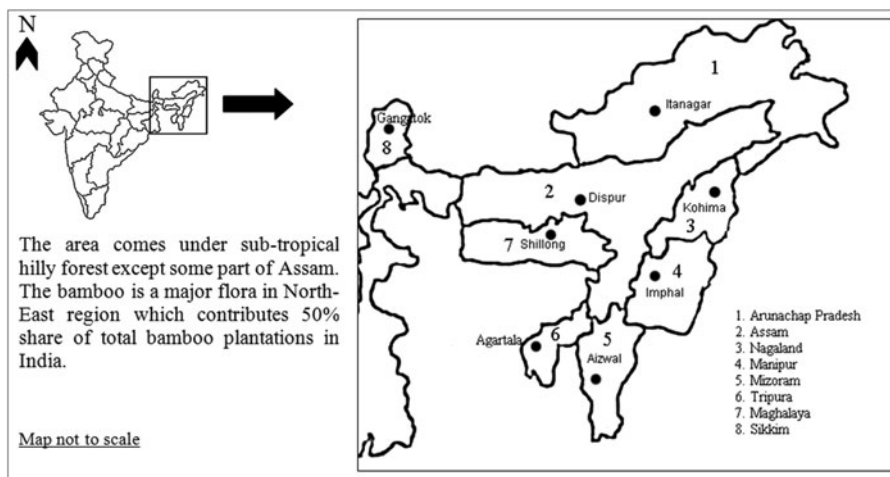 N
The area comes under sub-tropical
hilly forest except some part of Assam.
The bamboo is a major flora in North-
East region which contributes 50%
share of total bamboo plantations in
India.
Map not to scale
1
Itanagar
Gangatok
8
2
Dispur
Kohima
3
7
Shillong
4
Imphal
Agartala
6
5
Aizwal
1. Arunachap Pradesh
2. Assam
3. Nagaland
4. Manipur
5. Mizoram
6. Tripura
7. Maghalaya
8. Sikkim